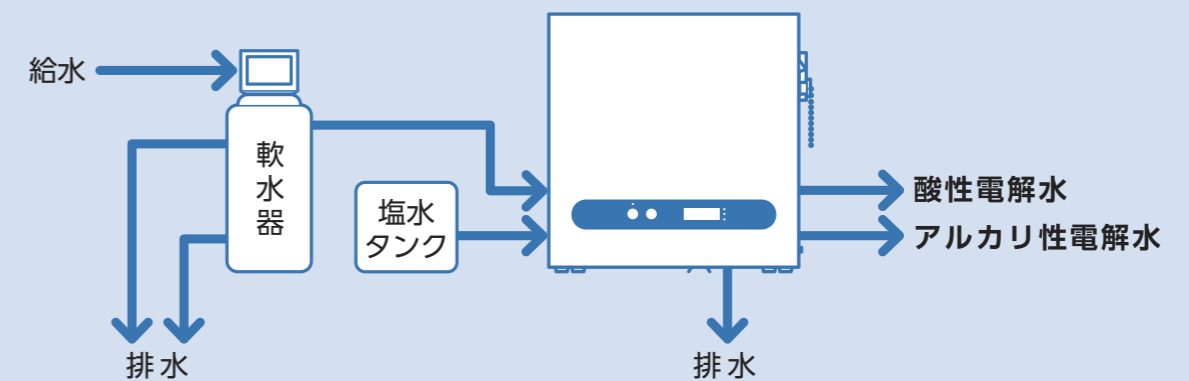 給水
軟水器
塩水
タンク
酸性電解水
アルカリ性電解水
排水
排水